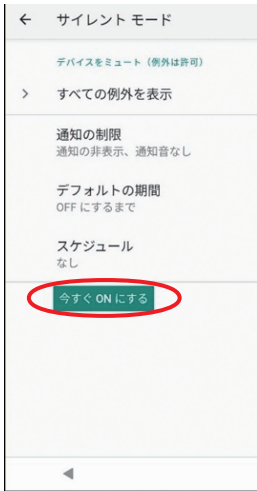 サイレント モード
デバイスをミュート（例外は許可）
すべての例外を表示
通知の制限
通知の非表示、通知音なし
デフォルトの期間
OFF にするまで
スケジュール
なし
今すぐ ON にする